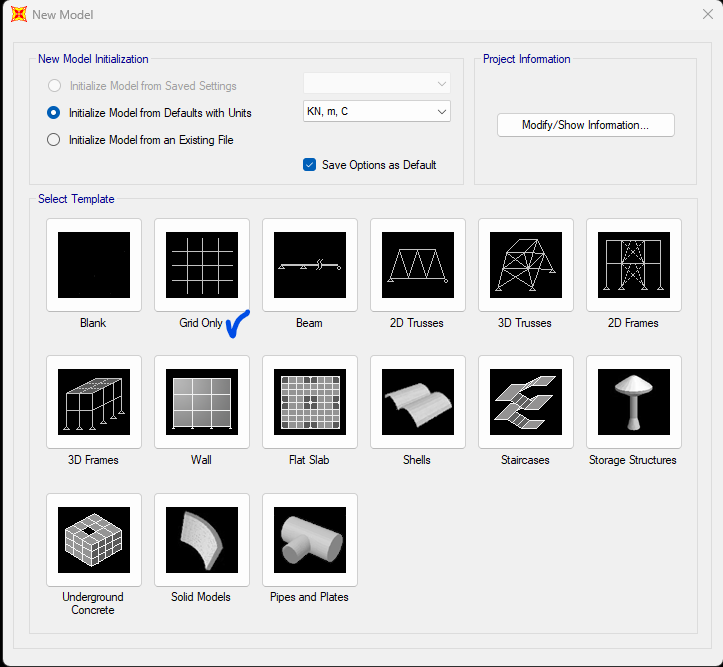 New Model
New Model Initialization
Project Information
Initialize Model from Saved Settings
Initialize Model from Defaults with Units
KN, m, C
Modify/Show Information...
Initialize Model from an Existing File
Save Options as Default
Select Template
Blank
Grid Only
Beam
2D Trusses
3D Trusses
2D Frames
3D Frames
Wall
Flat Slab
Shells
Staircases
Storage Structures
Underground
Concrete
Solid Models
Pipes and Plates